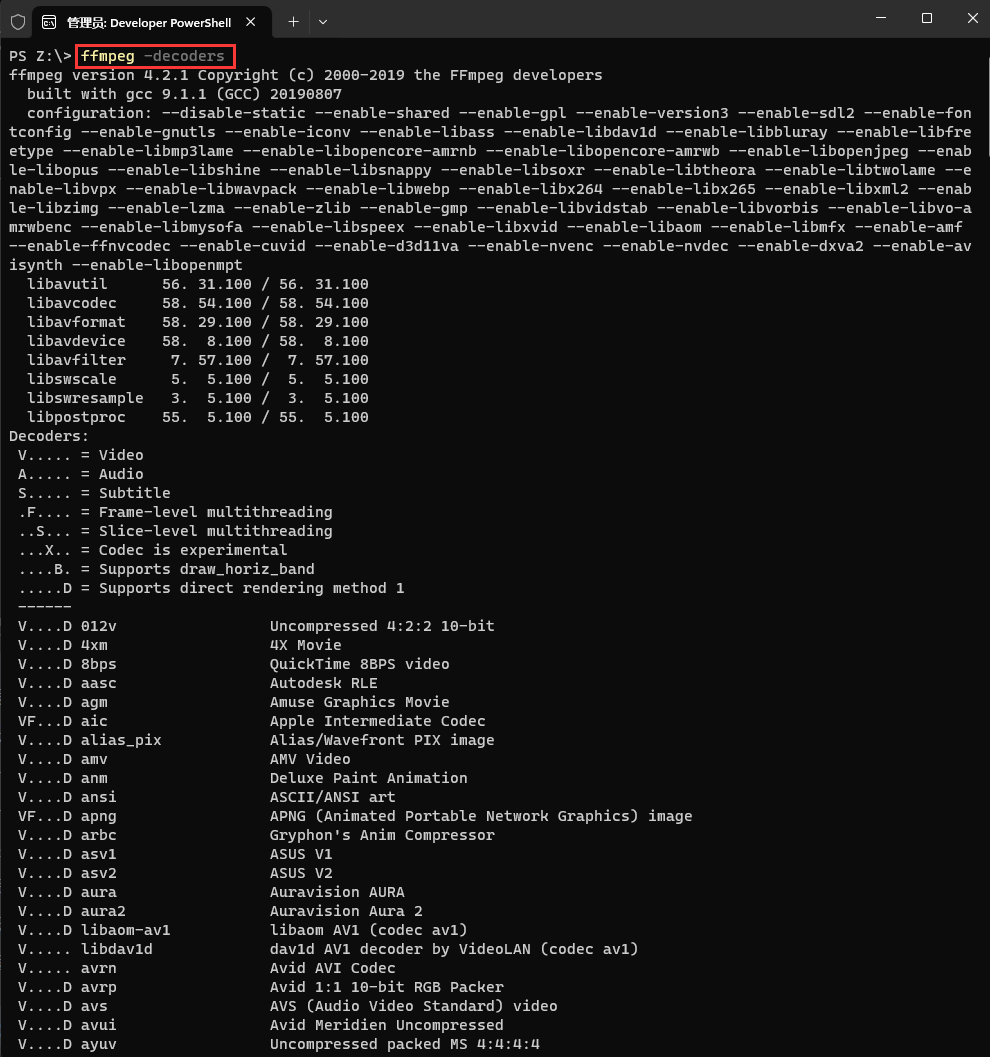 管理员: Developer PowerShell
PS Z:\> ffmpeg -decoders
ffmpeg version 4.2.1 Copyright (c) 2000-2019 the FFmpeg developers
  built with gcc 9.1.1 (GCC) 20190807
  configuration: --disable-static --enable-shared --enable-gpl --enable-version3 --enable-sdl2 --enable-fon
tconfig --enable-gnutls --enable-iconv --enable-libass --enable-libdav1d --enable-libbluray --enable-libfre
etype --enable-libmp3lame --enable-libopencore-amrnb --enable-libopencore-amrwb --enable-libopenjpeg --enab
le-libopus --enable-libshine --enable-libsnappy --enable-libsoxr --enable-libtheora --enable-libtwolame --e
nable-libvpx --enable-libwavpack --enable-libwebp --enable-libx264 --enable-libx265 --enable-libxml2 --enab
le-libzimg --enable-lzma --enable-zlib --enable-gmp --enable-libvidstab --enable-libvorbis --enable-libvo-a
mrwbenc --enable-libmysofa --enable-libspeex --enable-libxvid --enable-libaom --enable-libmfx --enable-amf
--enable-ffnvcodec --enable-cuvid --enable-d3d11va --enable-nvenc --enable-nvdec --enable-dxva2 --enable-av
isynth --enable-libopenmpt
  libavutil      56. 31.100 / 56. 31.100
  libavcodec     58. 54.100 / 58. 54.100
  libavformat    58. 29.100 / 58. 29.100
  libavdevice    58.  8.100 / 58.  8.100
  libavfilter     7. 57.100 /  7. 57.100
  libswscale      5.  5.100 /  5.  5.100
  libswresample   3.  5.100 /  3.  5.100
  libpostproc    55.  5.100 / 55.  5.100
Decoders:
 V..... = Video
 A..... = Audio
 S..... = Subtitle
 .F.... = Frame-level multithreading
 ..S... = Slice-level multithreading
 ...X.. = Codec is experimental
 ....B. = Supports draw_horiz_band
 .....D = Supports direct rendering method 1
 ------
 V....D 012v                 Uncompressed 4:2:2 10-bit
 V....D 4xm                  4X Movie
 V....D 8bps                 QuickTime 8BPS video
 V....D aasc                 Autodesk RLE
 V....D agm                  Amuse Graphics Movie
 VF...D aic                  Apple Intermediate Codec
 V....D alias_pix            Alias/Wavefront PIX image
 V....D amv                  AMV Video
 V....D anm                  Deluxe Paint Animation
 V....D ansi                 ASCII/ANSI art
 VF...D apng                 APNG (Animated Portable Network Graphics) image
 V....D arbc                 Gryphon's Anim Compressor
 V....D asv1                 ASUS V1
 V....D asv2                 ASUS V2
 V....D aura                 Auravision AURA
 V....D aura2                Auravision Aura 2
 V....D libaom-av1           libaom AV1 (codec av1)
 V..... libdav1d             dav1d AV1 decoder by VideoLAN (codec av1)
 V..... avrn                 Avid AVI Codec
 V....D avrp                 Avid 1:1 10-bit RGB Packer
 V....D avs                  AVS (Audio Video Standard) video
 V....D avui                 Avid Meridien Uncompressed
 V....D ayuv                 Uncompressed packed MS 4:4:4:4